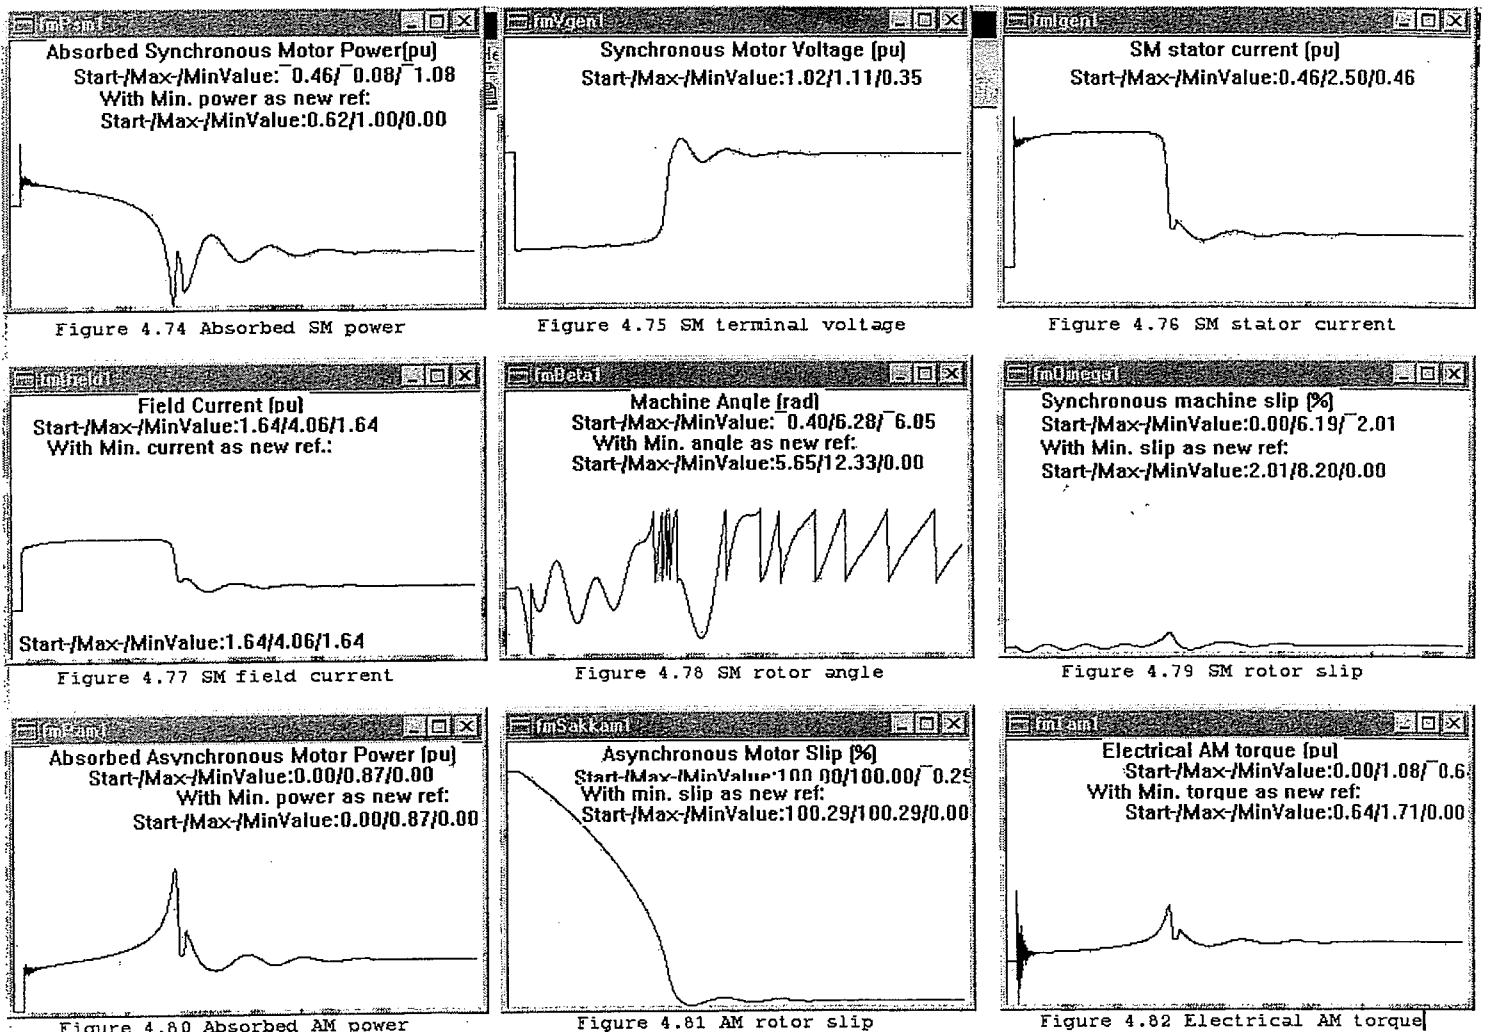 fmPsm1
Absorbed Synchronous Motor Power(pu)
Start-/Max-/MinValue:¯0.46/¯0.08/¯1.08
With Min. power as new ref:
Start-/Max-/MinValue:0.62/1.00/0.00
Figure 4.74 Absorbed SM power
fmVgen1
Synchronous Motor Voltage (pu)
Start-/Max-/MinValue:1.02/1.11/0.35
Figure 4.75 SM terminal voltage
fmIgen1
SM stator current (pu)
Start-/Max-/MinValue:0.46/2.50/0.46
Figure 4.76 SM stator current
fmIfield1
Field Current (pu)
Start-/Max-/MinValue:1.64/4.06/1.64
With Min. current as new ref.:
Start-/Max-/MinValue:1.64/4.06/1.64
Figure 4.77 SM field current
fmDeta1
Machine Angle (rad)
Start-/Max-/MinValue:¯0.40/6.28/¯6.05
With Min. angle as new ref:
Start-/Max-/MinValue:5.65/12.33/0.00
Figure 4.78 SM rotor angle
fmOmega1
Synchronous machine slip (%)
Start-/Max-/MinValue:0.00/6.19/¯2.01
With Min. slip as new ref:
Start-/Max-/MinValue:2.01/8.20/0.00
Figure 4.79 SM rotor slip
fmPam1
Absorbed Asynchronous Motor Power (pu)
Start-/Max-/MinValue:0.00/0.87/0.00
With Min. power as new ref:
Start-/Max-/MinValue:0.00/0.87/0.00
Figure 4.80 Absorbed AM power
fmSakkam1
Asynchronous Motor Slip (%)
Start-/Max-/MinValue:100.00/100.00/¯0.29
With min. slip as new ref:
Start-/Max-/MinValue:100.29/100.29/0.00
Figure 4.81 AM rotor slip
fmTam1
Electrical AM torque (pu)
Start-/Max-/MinValue:0.00/1.08/¯0.6
With Min. torque as new ref:
Start-/Max-/MinValue:0.64/1.71/0.00
Figure 4.82 Electrical AM torque